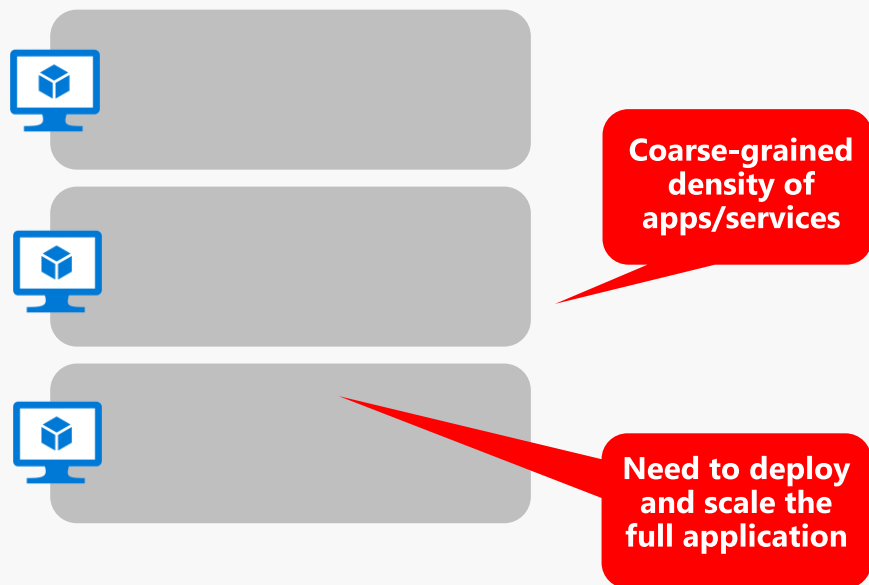 Coarse-grained
density of
apps/services
Need to deploy
and scale the
full application